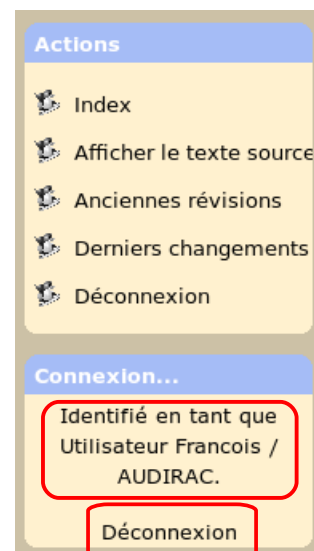 Actions
Index
Afficher le texte source
Anciennes révisions
Derniers changements
Déconnexion
Connexion...
Identifié en tant que
Utilisateur Francois /
AUDIRAC.
Déconnexion